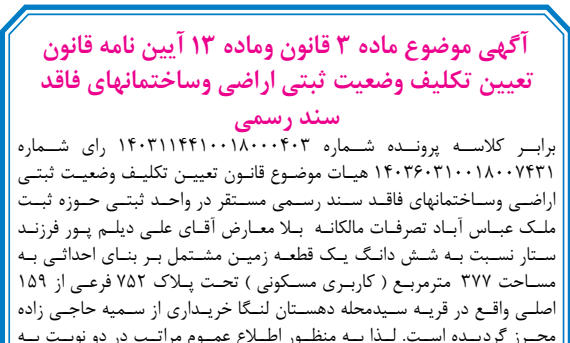 آگهی موضوع ماده ۳ قانون وماده ۱۳ آیین نامه قانون
تعیین تکلیف وضعیت ثبتی اراضی وساختمانهای فاقد
سند رسمی
برابر کلاسه پرونده شماره ۱۴۰۳۱۱۴۴۱۰۰۱۸۰۰۰۴۰۳ رای شماره
۱۴۰۳۶۰۳۱۰۰۱۸۰۰۷۴۳۱ هیات موضوع قانون تعیین تکلیف وضعیت ثبتی
اراضی وساختمانهای فاقد سند رسمی مستقر در واحد ثبتی حوزه ثبت
ملک عباس آباد تصرفات مالکانه بلا معارض آقای علی دیلم پور فرزند
ستار نسبت به شش دانگ یک قطعه زمین مشتمل بر بنای احداثی به
مساحت ۳۷۷ مترمربع ( کاربری مسکونی ) تحت پلاک ۷۵۲ فرعی از ۱۵۹
اصلی واقع در قریه سیدمحله دهستان لنگا خریداری از سمیه حاجی زاده
محرز گردیده است. لذا به منظور اطلاع عموم مراتب در دو نوبت به